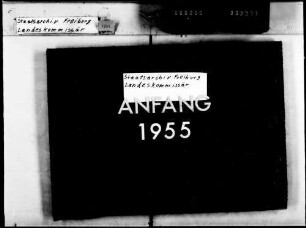 Staatsarchiv Freiburg
Landeskommissär
Staatsarchiv Freiburg
Landeskommissär
ANFANG
1955